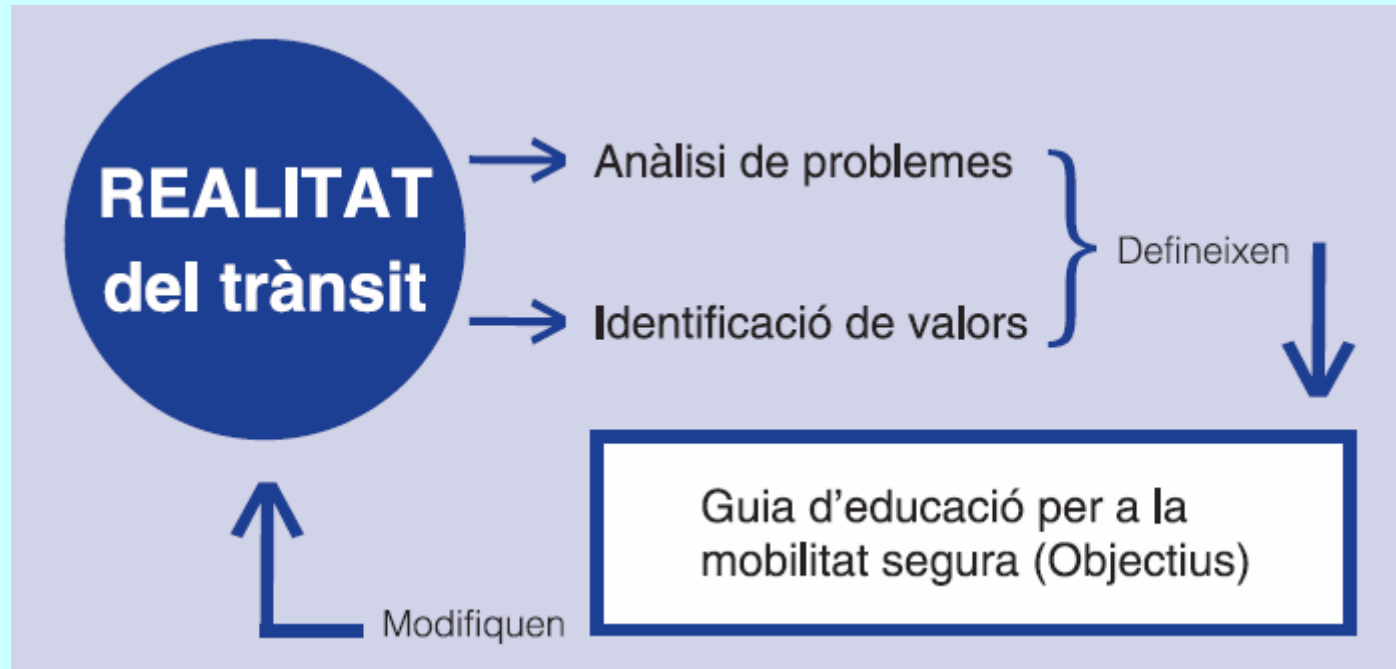 REALITAT
del trànsit
Anàlisi de problemes
Identificació de valors
Defineixen
Guia d'educació per a la
mobilitat segura (Objectius)
Modifiquen